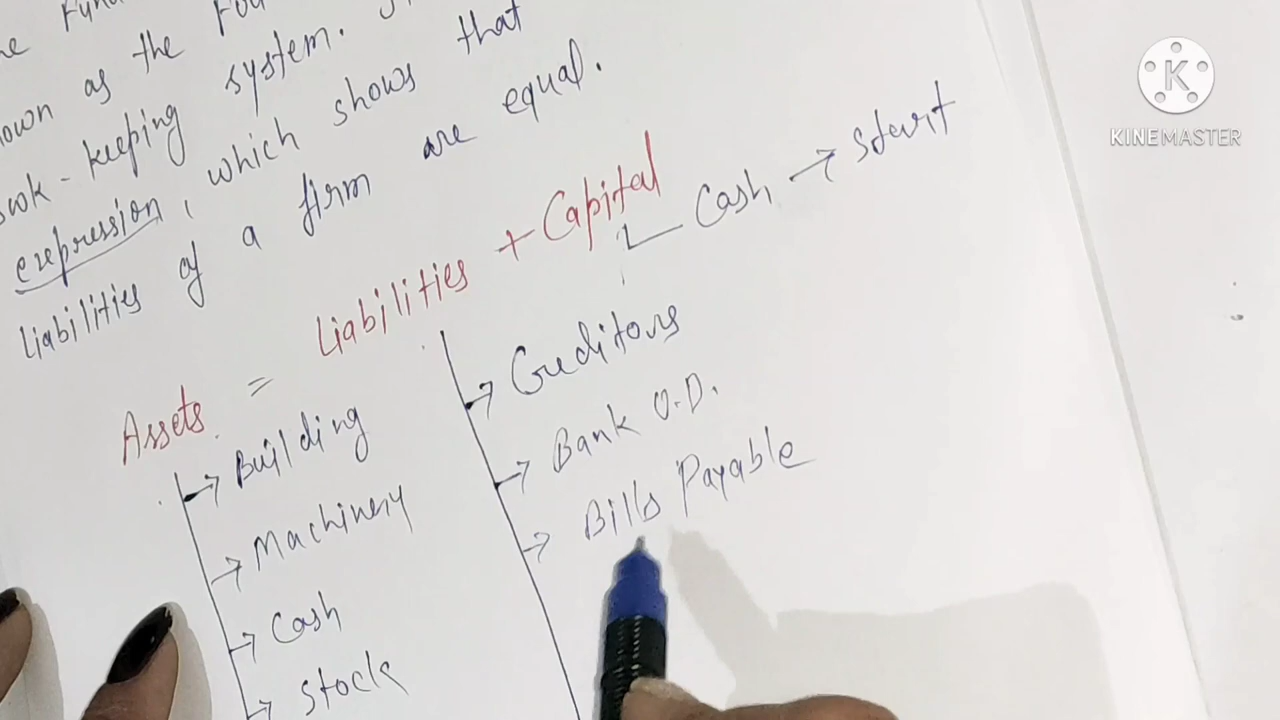 as the
book-keeping system.
expression, which shows that
liabilities of a firm are equal.
Assets = Liabilities + Capital
Cash → Start
→ Building
→ Machinery
→ Cash
→ Stock
→ Creditors
→ Bank O.D.
→ Bills Payable
K
KINEMASTER